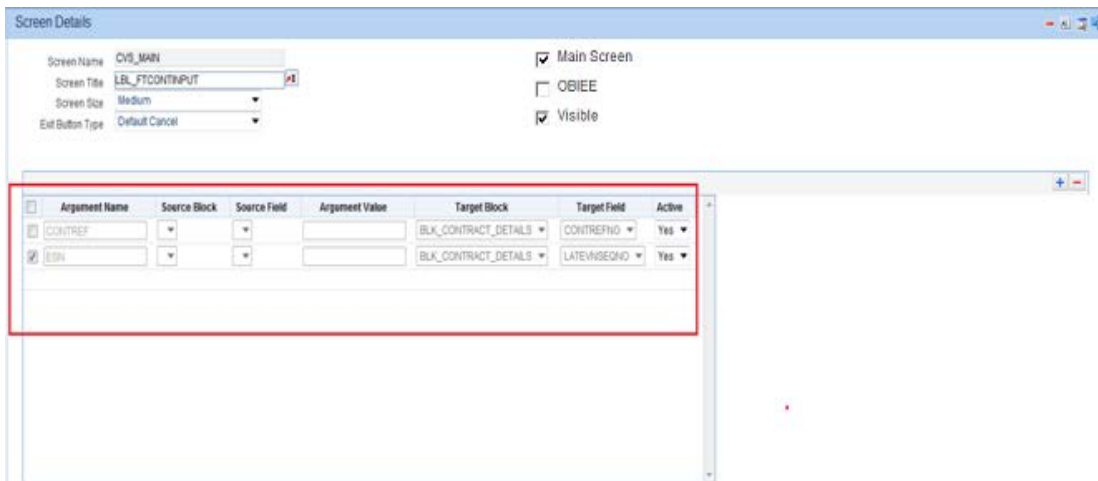 Screen Details
Screen Name CVS_MAIN
Screen Title LBL_FTCONTINPUT
Screen Size Medium
Exit Button Type Default Cancel
Main Screen
OBIEE
Visible
Argument Name Source Block Source Field Argument Value Target Block Target Field Active
CONTREF BLK_CONTRACT_DETAILS CONTREFNO Yes
ESN BLK_CONTRACT_DETAILS LATEVNSEQNO Yes